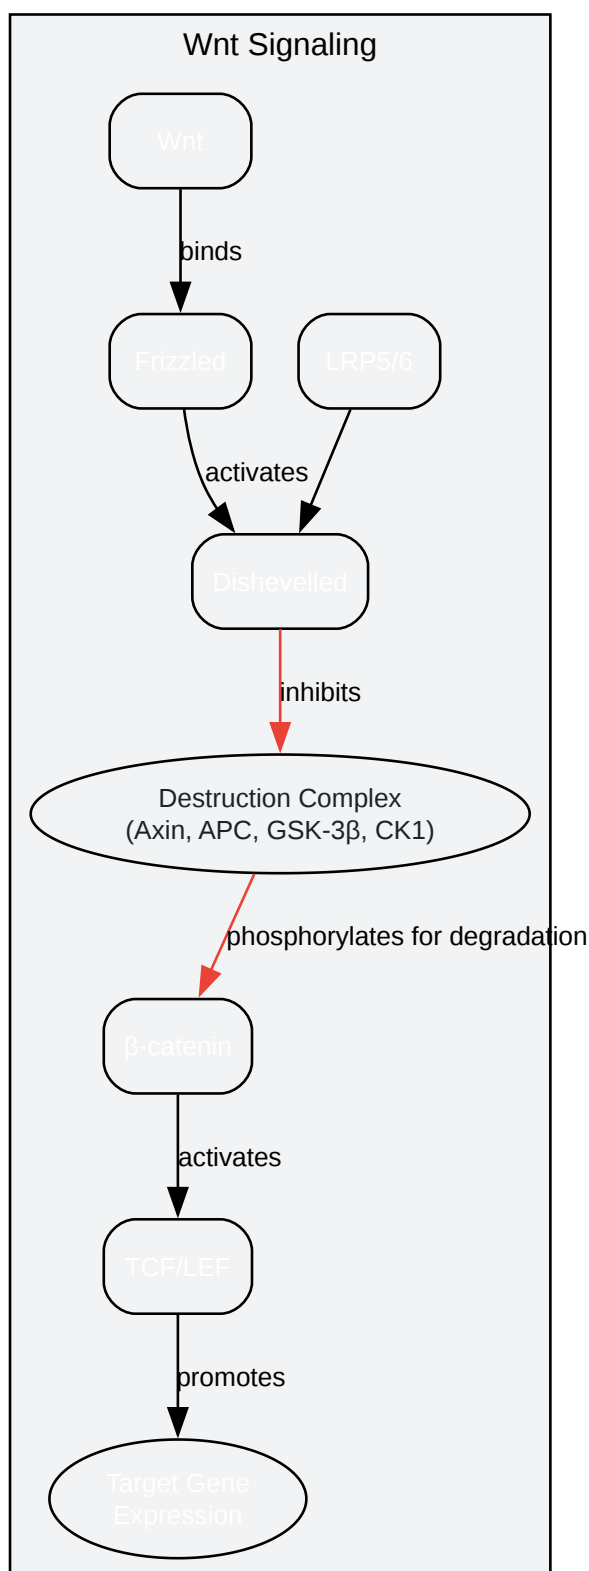 Wnt Signaling
Wnt
binds
Frizzled
LRP5/6
activates
Dishevelled
inhibits
Destruction Complex
(Axin, APC, GSK-3β, CK1)
phosphorylates for degradation
β-catenin
activates
TCF/LEF
promotes
Target Gene
Expression